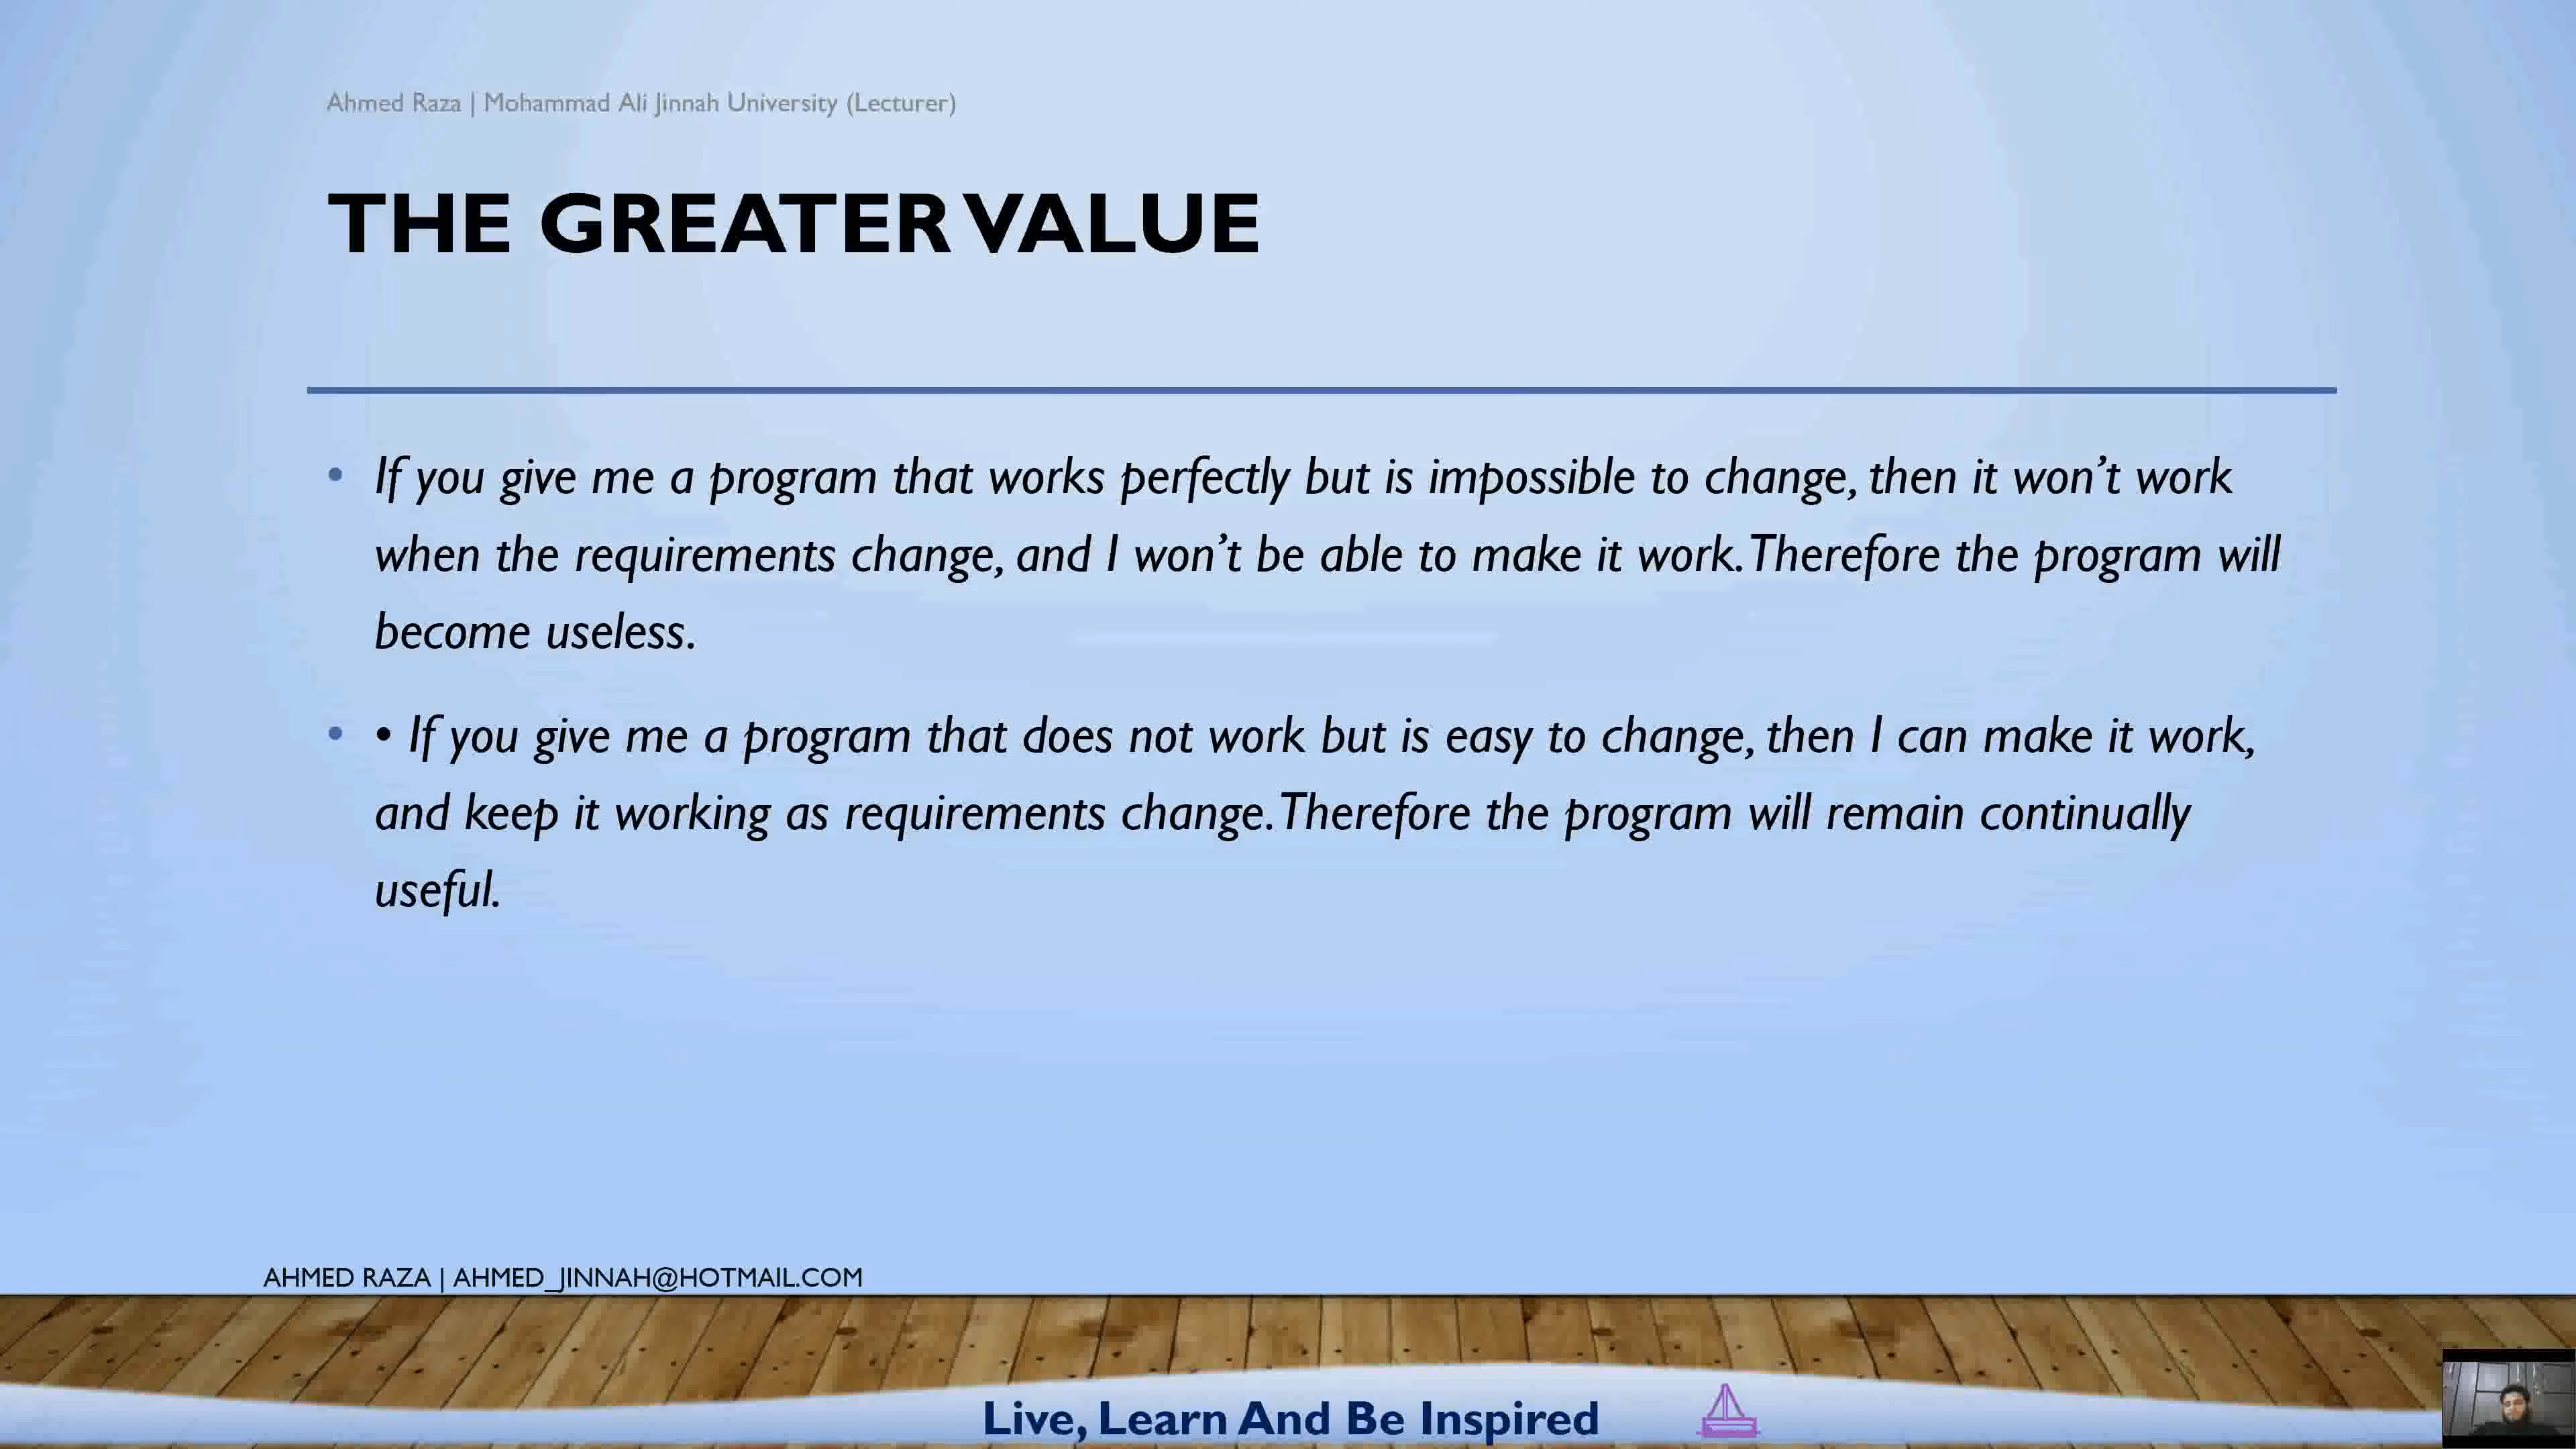 Ahmed Raza | Mohammad Ali Jinnah University (Lecturer)
THE GREATER VALUE
• If you give me a program that works perfectly but is impossible to change, then it won’t work
when the requirements change, and I won’t be able to make it work. Therefore the program will
become useless.
• • If you give me a program that does not work but is easy to change, then I can make it work,
and keep it working as requirements change. Therefore the program will remain continually
useful.
AHMED RAZA | AHMED_JINNAH@HOTMAIL.COM
Live, Learn And Be Inspired